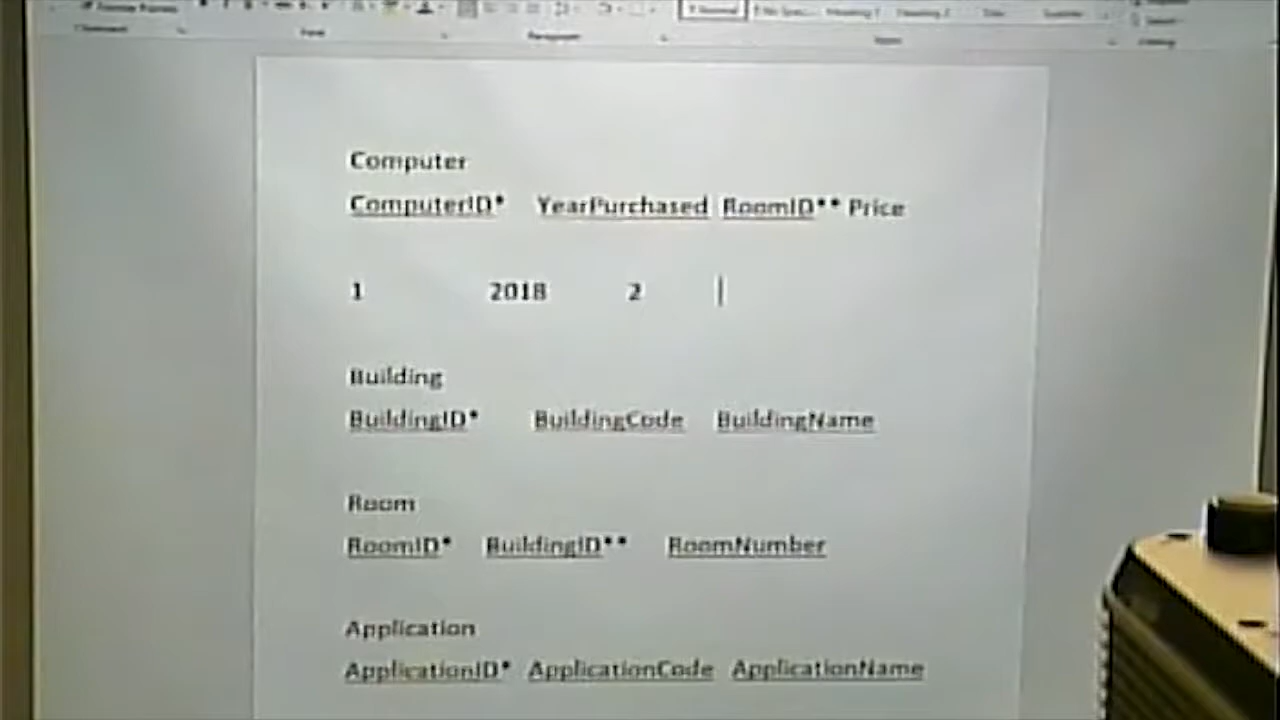 Computer
ComputerID* YearPurchased RoomID** Price
1 2018 2
Building
BuildingID* BuildingCode BuildingName
Room
RoomID* BuildingID** RoomNumber
Application
ApplicationID* ApplicationCode ApplicationName